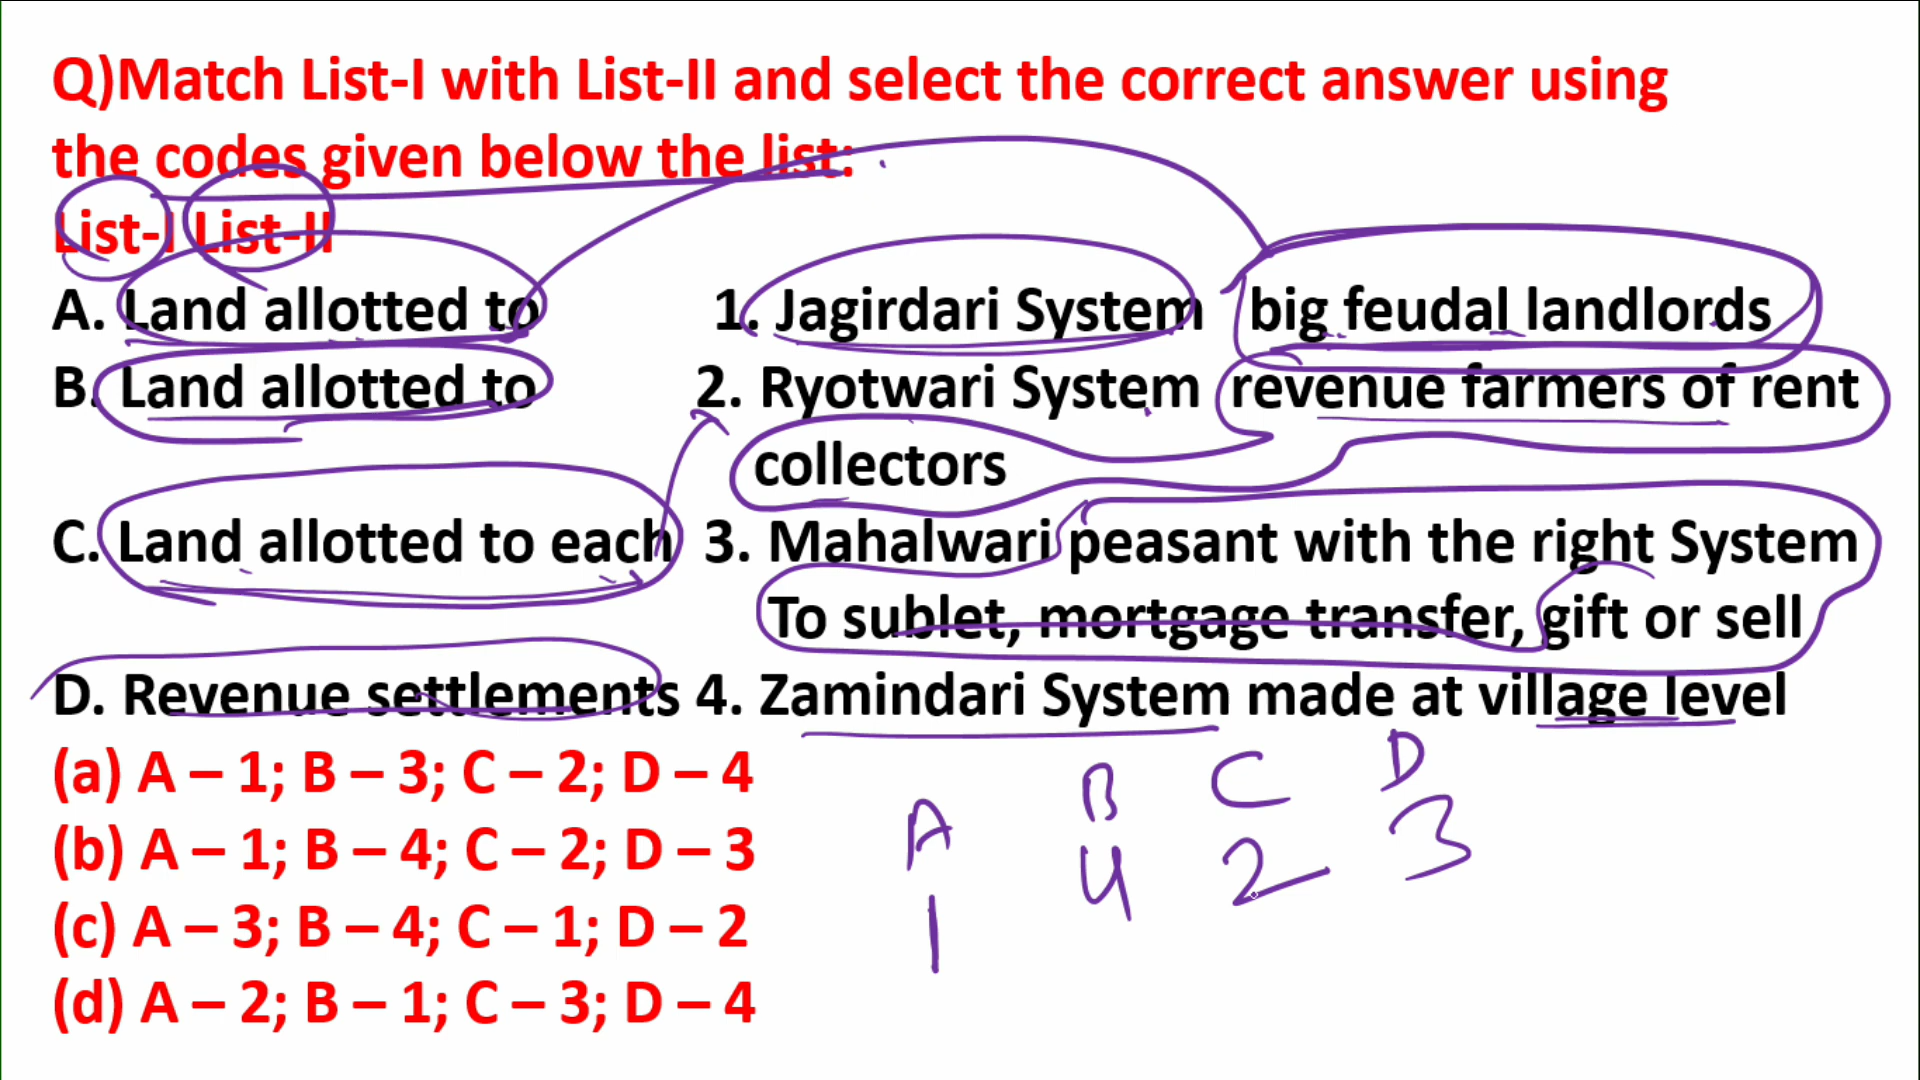 Q)Match List-I with List-II and select the correct answer using
the codes given below the list:
List-I List-II
A. Land allotted to 1. Jagirdari System big feudal landlords
B. Land allotted to 2. Ryotwari System revenue farmers of rent
collectors
C. Land allotted to each 3. Mahalwari peasant with the right System
To sublet, mortgage transfer, gift or sell
D. Revenue settlements 4. Zamindari System made at village level
(a) A – 1; B – 3; C – 2; D – 4
(b) A – 1; B – 4; C – 2; D – 3
(c) A – 3; B – 4; C – 1; D – 2
(d) A – 2; B – 1; C – 3; D – 4
A B C D
1 4 2 3